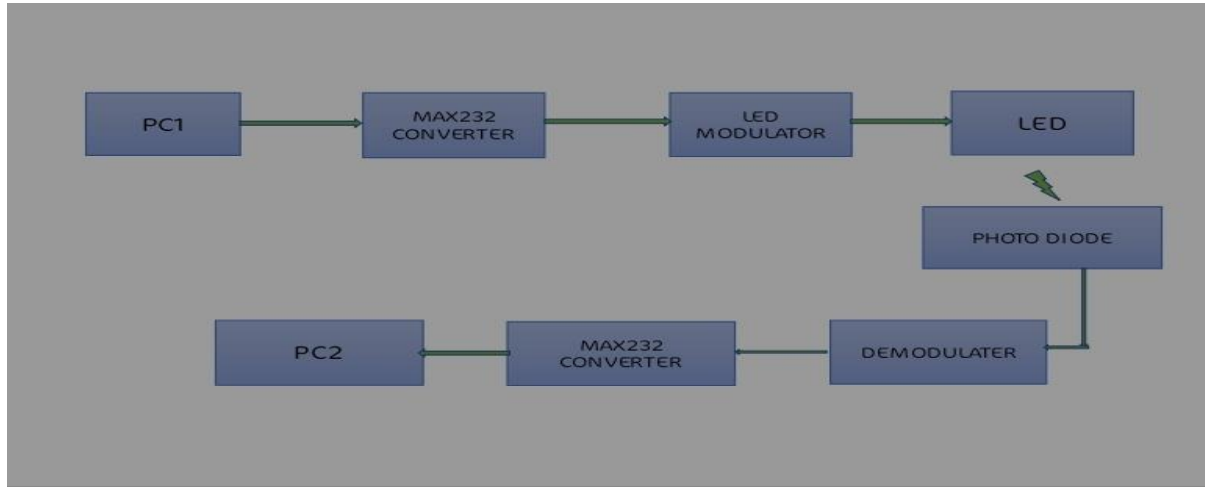 PC1
MAX232
CONVERTER
LED
MODULATOR
LED
PHOTO DIODE
DEMODULATER
MAX232
CONVERTER
PC2